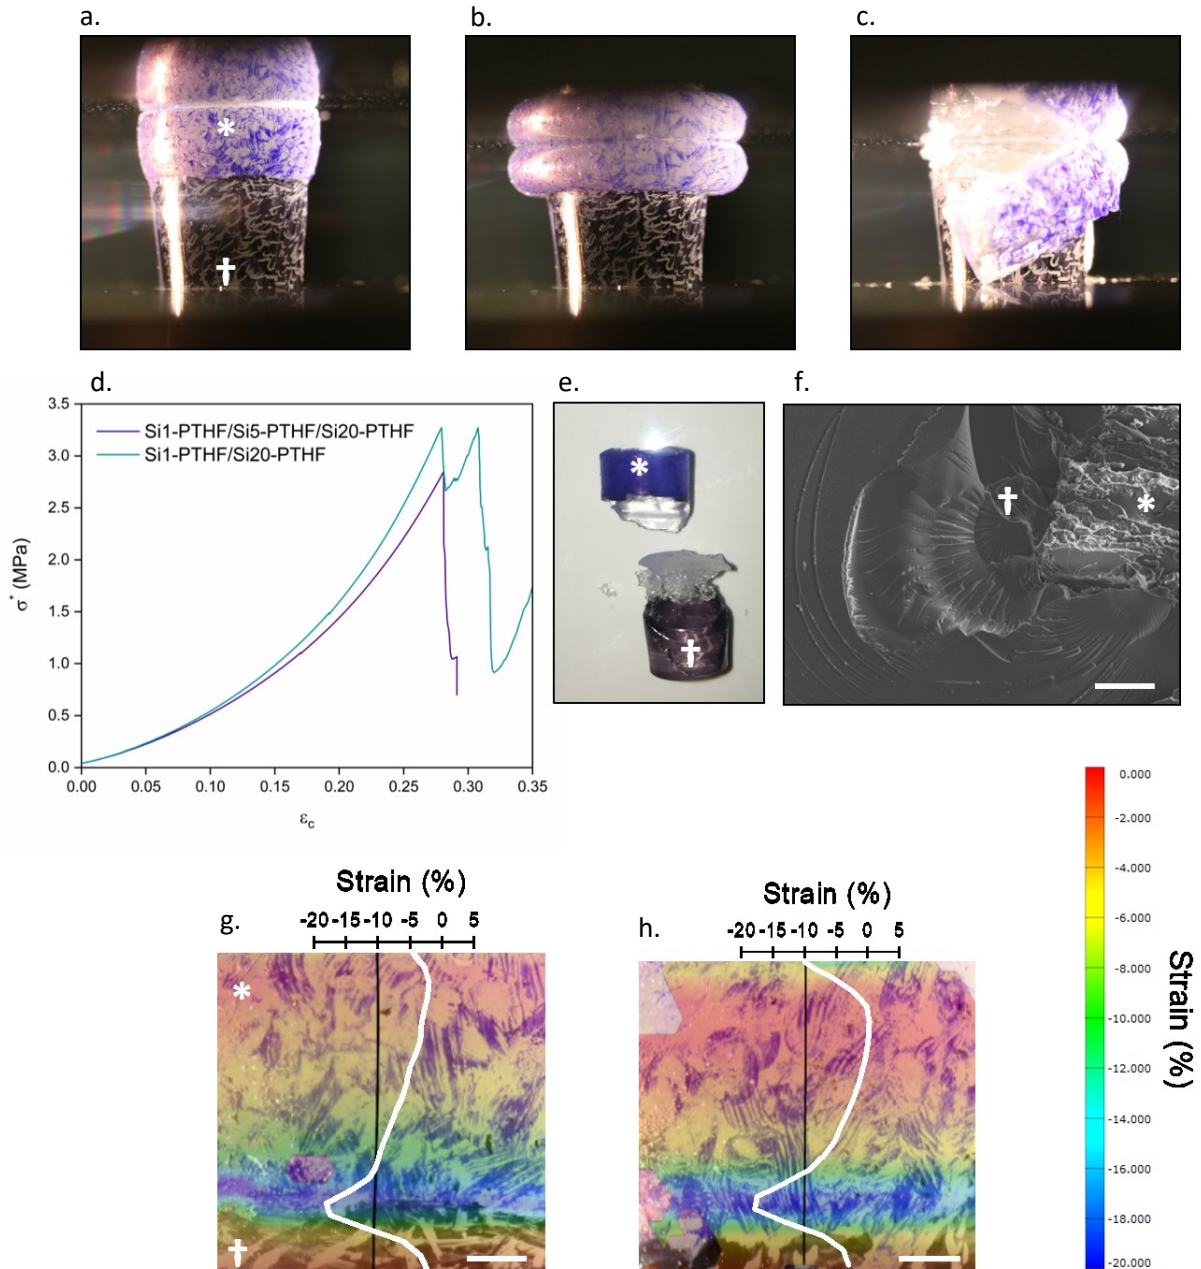 a.
b.
c.
*
†
d.
e.
f.
3.5
3.0
2.5
2.0
1.5
1.0
0.5
0.0
σ* (MPa)
Si1-PTHF/Si5-PTHF/Si20-PTHF
Si1-PTHF/Si20-PTHF
0.00 0.05 0.10 0.15 0.20 0.25 0.30 0.35
εc
*
†
†
*
g.
Strain (%)
-20 -15 -10 -5 0 5
*
†
h.
Strain (%)
-20 -15 -10 -5 0 5
0.000
-2.000
-4.000
-6.000
-8.000
-10.000
-12.000
-14.000
-16.000
-18.000
-20.000
Strain (%)